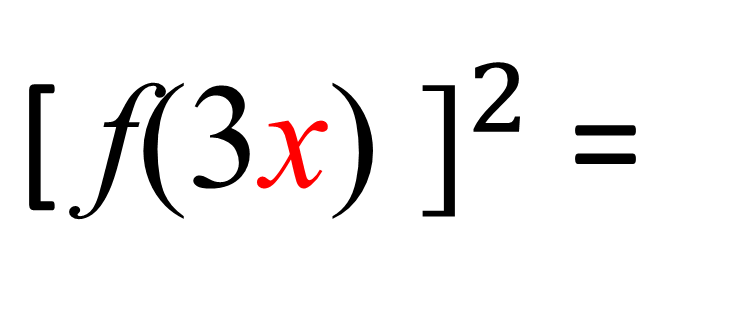 [ f(3x) ]² =